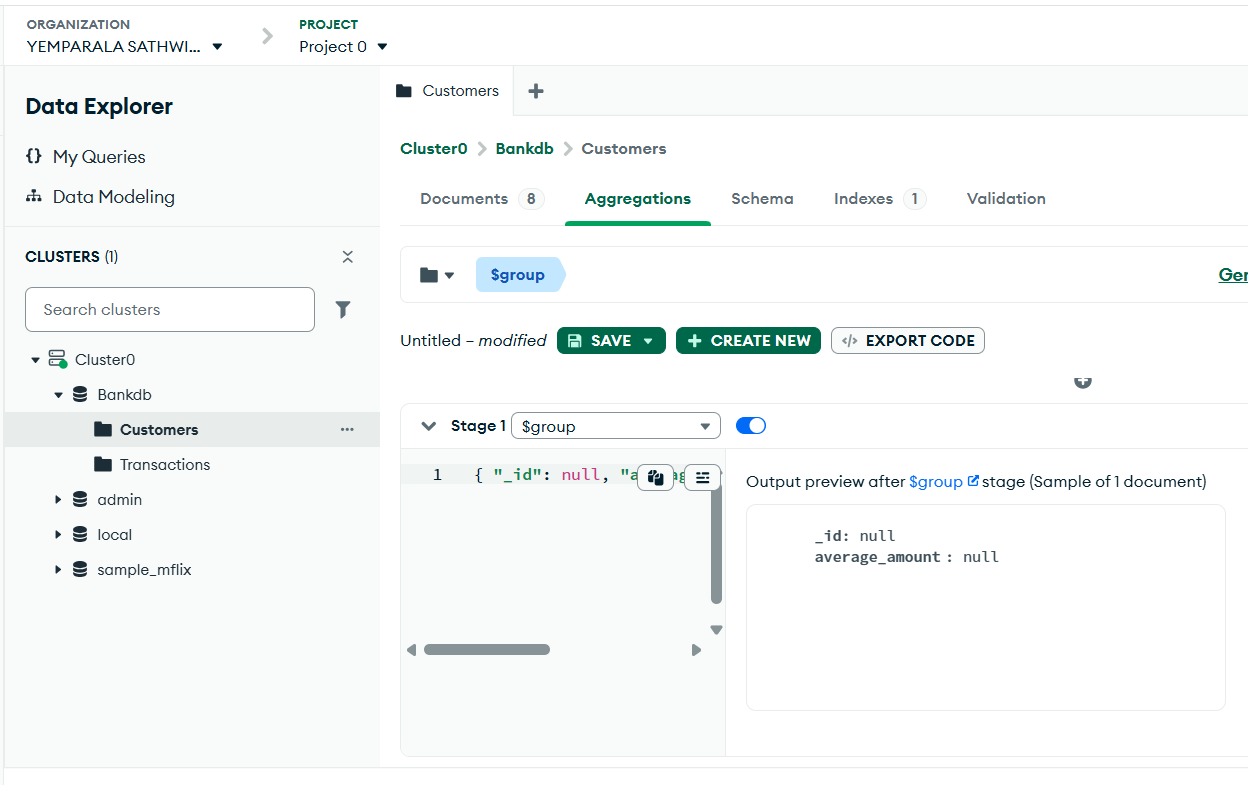 ORGANIZATION
YEMPARALA SATHWI...
PROJECT
Project 0
Data Explorer
My Queries
Data Modeling
CLUSTERS (1)
Search clusters
Cluster0
Bankdb
Customers
Transactions
admin
local
sample_mflix
Customers
Cluster0 Bankdb Customers
Documents 8 Aggregations Schema Indexes 1 Validation
$group
Untitled – modified SAVE CREATE NEW EXPORT CODE
Stage 1 $group
1 { "_id": null,
Output preview after $group stage (Sample of 1 document)
_id: null
average_amount : null